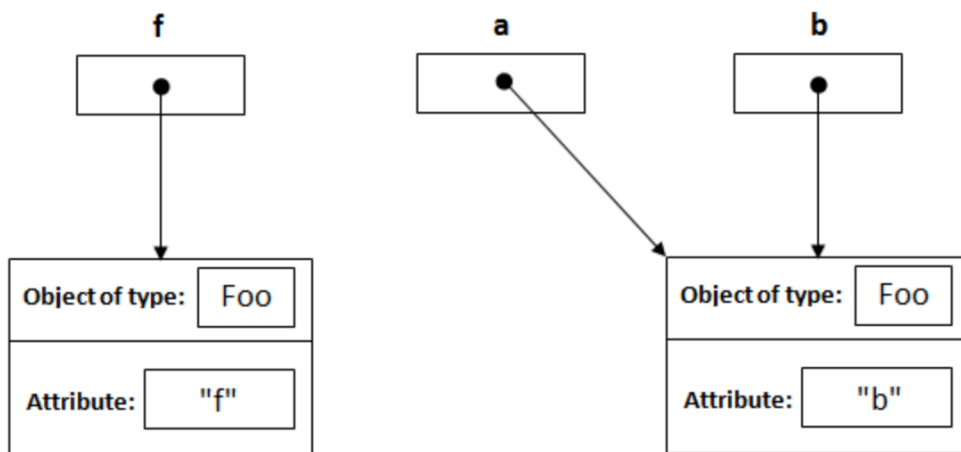 f a b
Object of type: Foo Object of type: Foo
Attribute: "f" Attribute: "b"